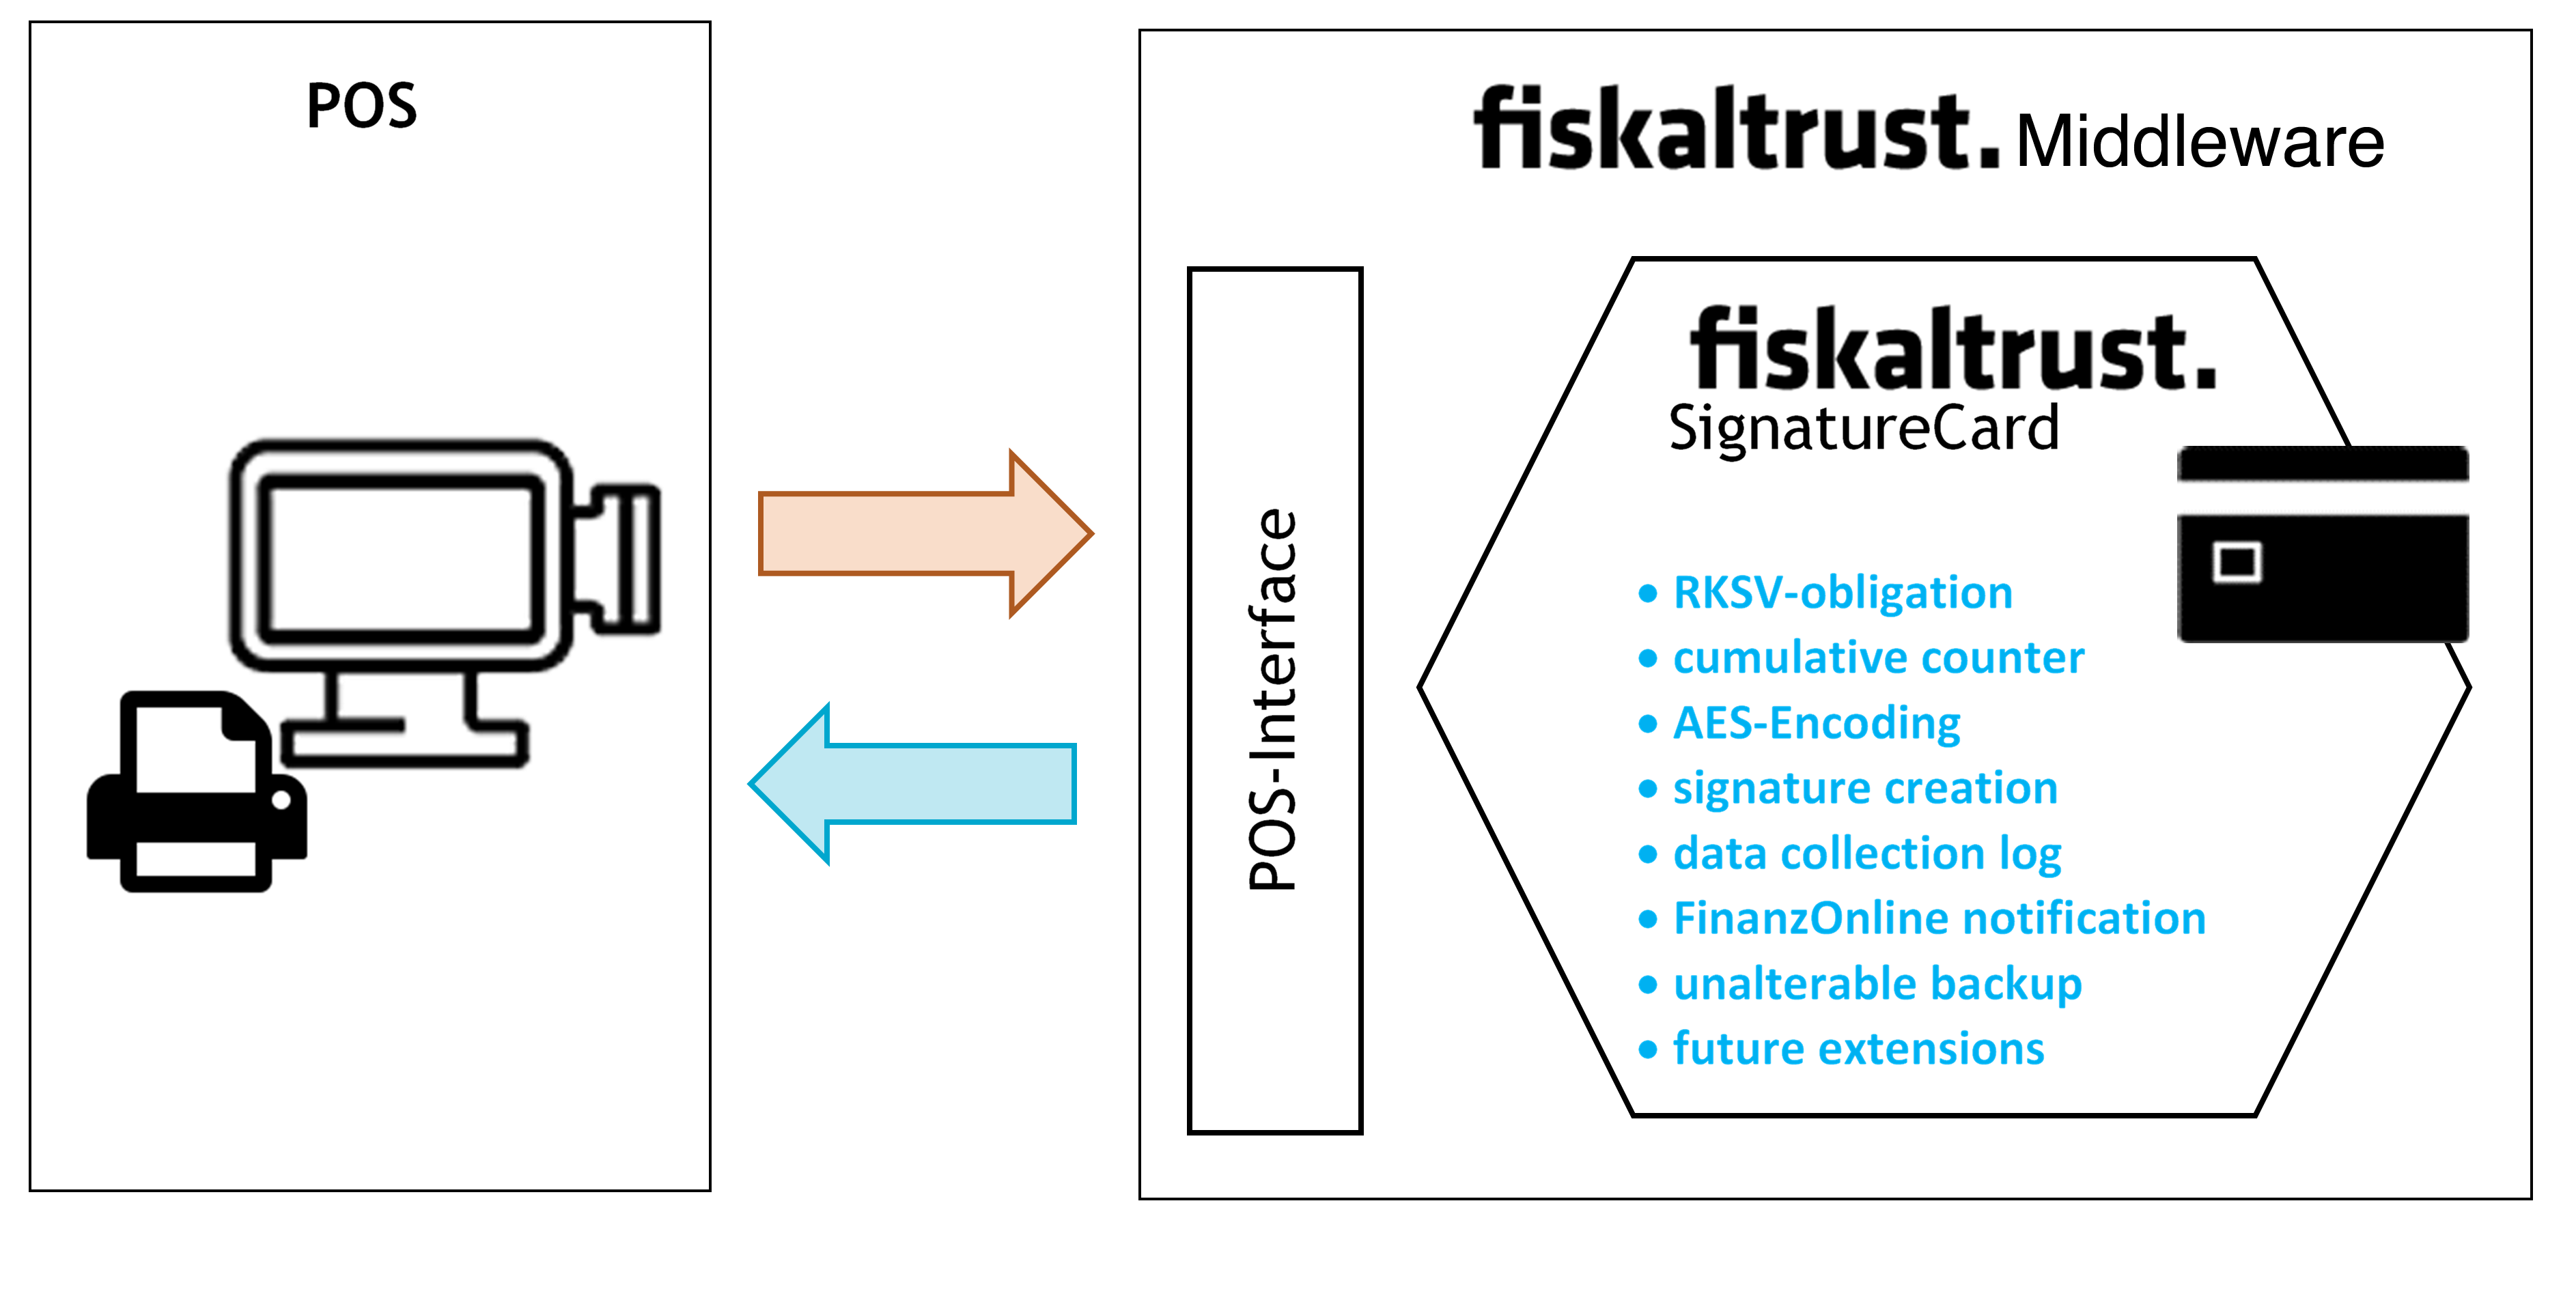 POS
fiskaltrust. Middleware
POS-Interface
fiskaltrust.
SignatureCard
• RKSV-obligation
• cumulative counter
• AES-Encoding
• signature creation
• data collection log
• FinanzOnline notification
• unalterable backup
• future extensions